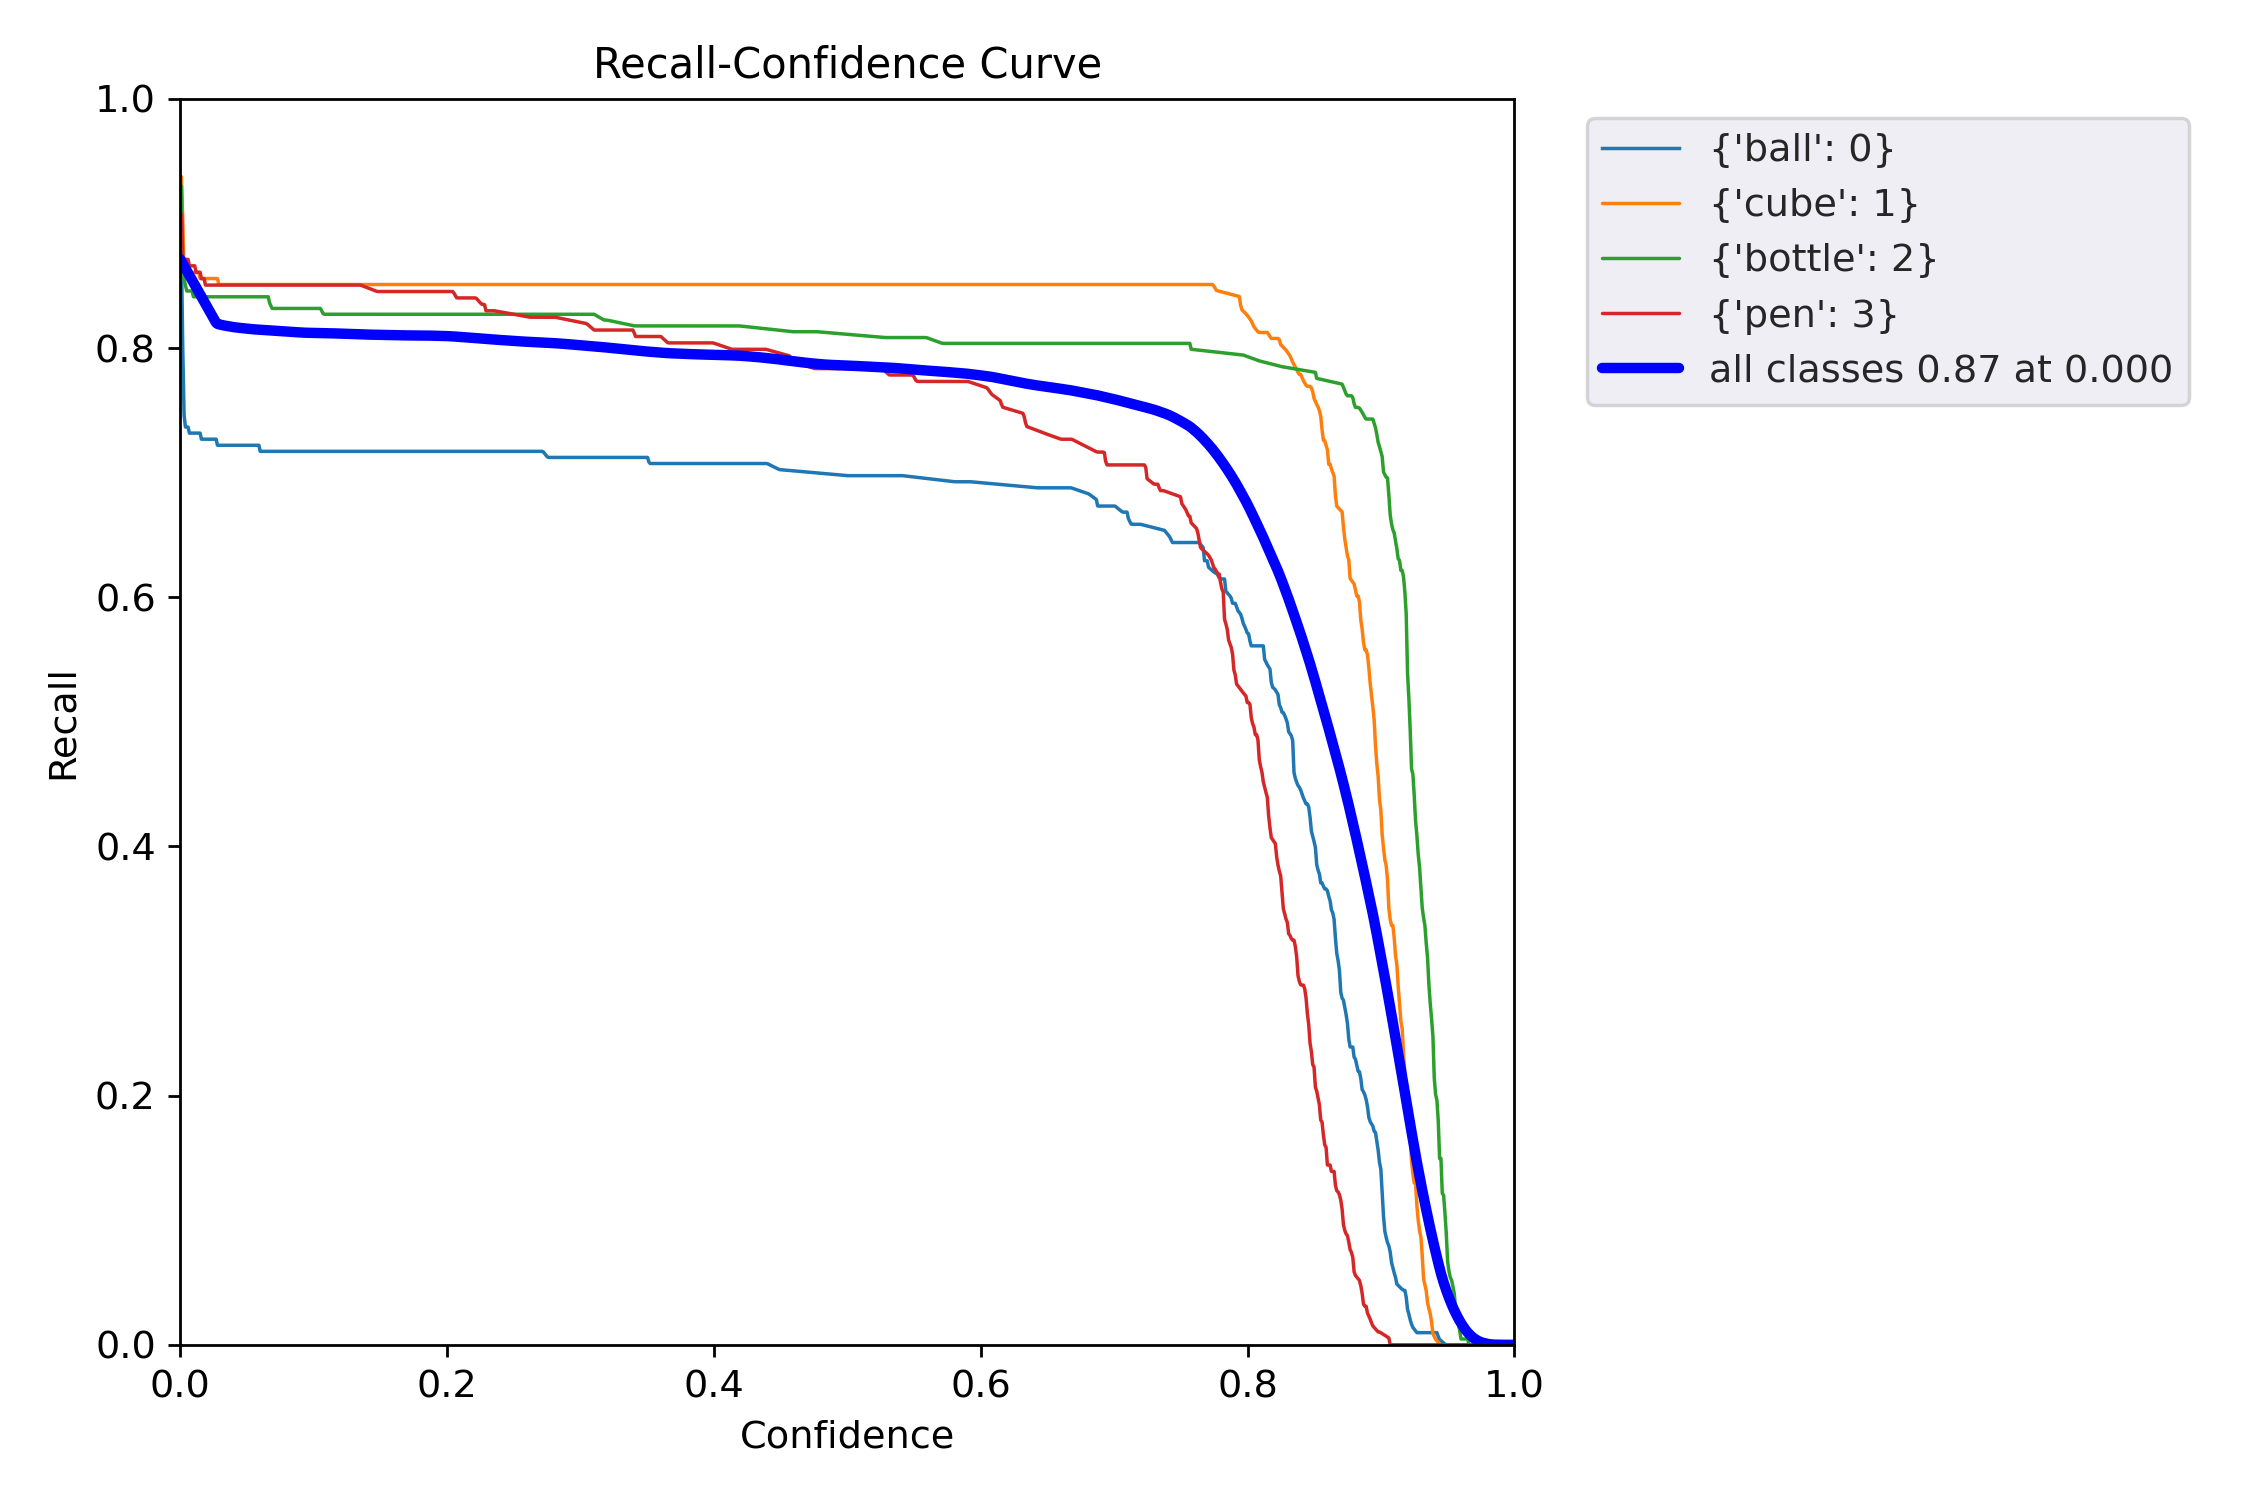 Recall-Confidence Curve
1.0
0.8
0.6
0.4
0.2
0.0
Recall
0.0 0.2 0.4 0.6 0.8 1.0
Confidence
{'ball': 0}
{'cube': 1}
{'bottle': 2}
{'pen': 3}
all classes 0.87 at 0.000